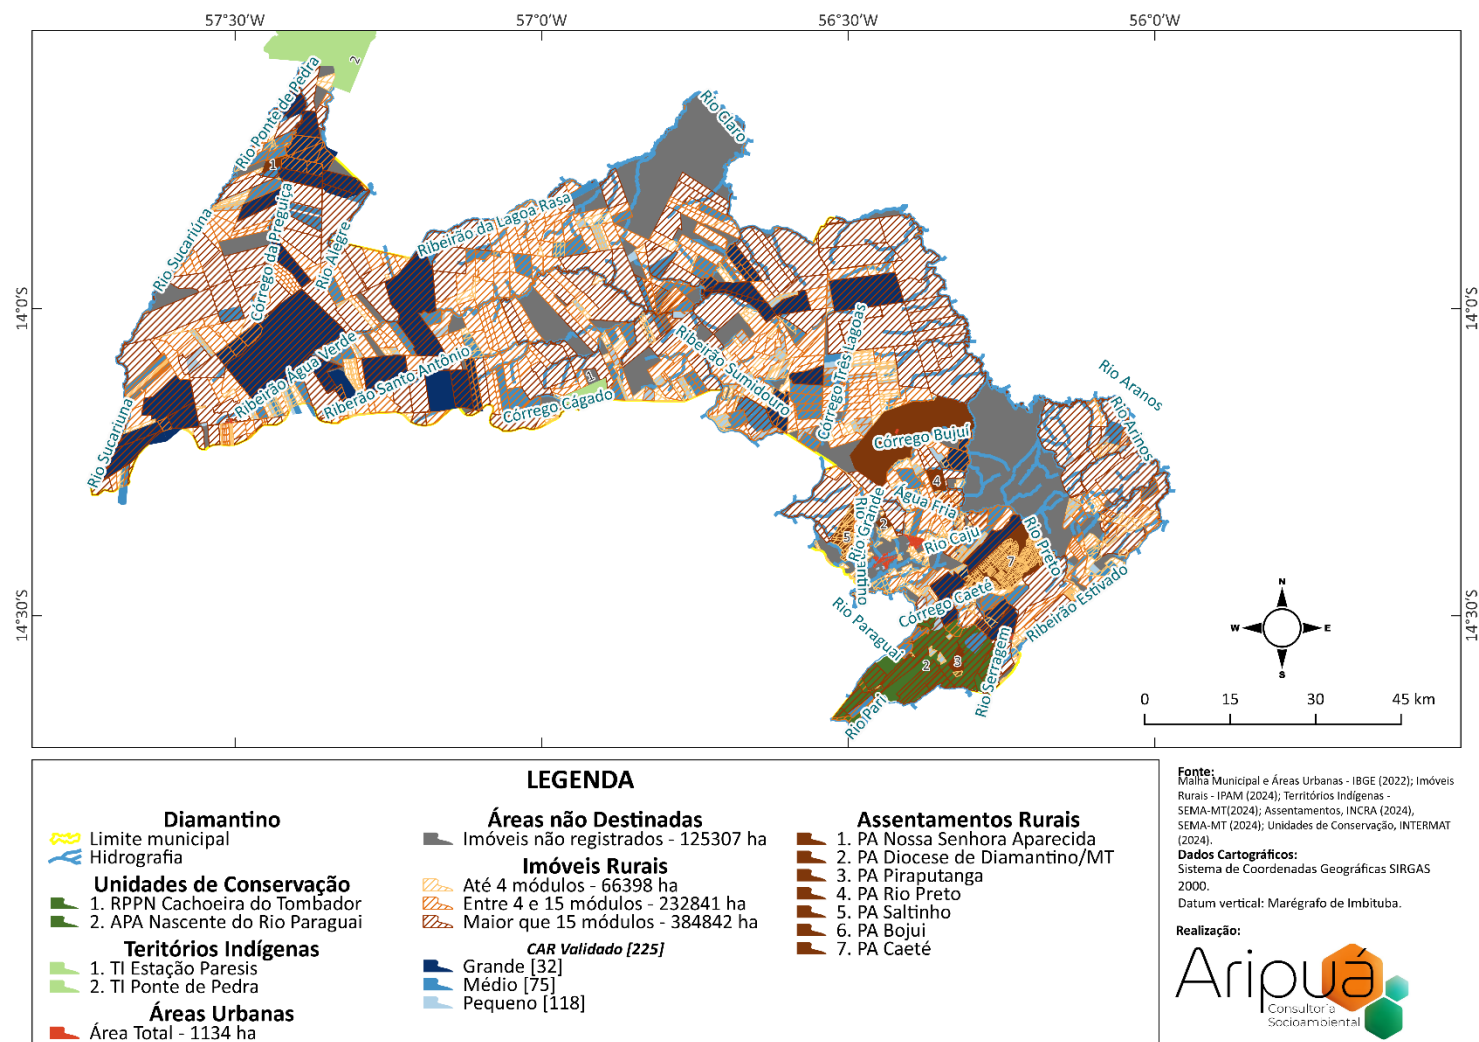 57°30'W 57°0'W 56°30'W 56°0'W
2
Rio Ponte de Pedra
Rio Claro
1
Rio Sucariúna
Córrego da Preguiça
Rio Alegre
Ribeirão da Lagoa Rasa
14°0'S 14°0'S
Ribeirão Água Verde
Riberão Santo Antônio
Ribeirão Sumidouro
Córrego Três Lagoas
1
Córrego Cágado
Rio Sucariuna
Rio Aranos
Rio Arinos
Córrego Bujuí
4
Água Fria
Rio Grande
2
5
Rio Caju
Rio Preto
7
Córrego Caeté
Ribeirão Estivado
Rio Paraguai
14°30'S 14°30'S
2
3
Rio Serragem
Rio Pari
N
W E
S
0 15 30 45 km
LEGENDA
Diamantino
Limite municipal
Hidrografia
Unidades de Conservação
1. RPPN Cachoeira do Tombador
2. APA Nascente do Rio Paraguai
Teritórios Indígenas
1. TI Estação Paresis
2. TI Ponte de Pedra
Áreas Urbanas
Área Total - 1134 ha
Áreas não Destinadas
Imóveis não registrados - 125307 ha
Imóveis Rurais
Até 4 módulos - 66398 ha
Entre 4 e 15 módulos - 232841 ha
Maior que 15 módulos - 384842 ha
CAR Validado [225]
Grande [32]
Médio [75]
Pequeno [118]
Assentamentos Rurais
1. PA Nossa Senhora Aparecida
2. PA Diocese de Diamantino/MT
3. PA Piraputanga
4. PA Rio Preto
5. PA Saltinho
6. PA Bojui
7. PA Caeté
Fonte:
Malha Municipal e Áreas Urbanas - IBGE (2022); Imóveis
Rurais - IPAM (2024); Territórios Indígenas -
SEMA-MT(2024); Assentamentos, INCRA (2024),
SEMA-MT (2024); Unidades de Conservação, INTERMAT
(2024).
Dados Cartográficos:
Sistema de Coordenadas Geográficas SIRGAS
2000.
Datum vertical: Marégrafo de Imbituba.
Realização:
Aripuá
Consultoria
Socioambiental